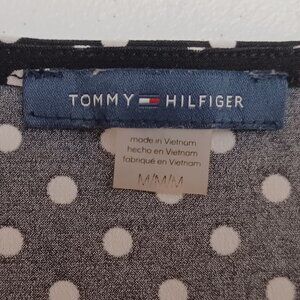 TOMMY HILFIGER
made in Vietnam
hecho en Vietnam
fabriqué en Vietnam
M/M/M